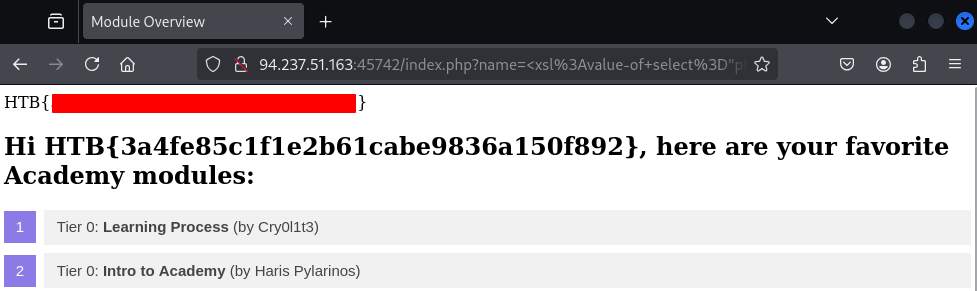 Module Overview
94.237.51.163:45742/index.php?name=<xsl%3Avalue-of+select%3D"p
HTB{ }
Hi HTB{3a4fe85c1f1e2b61cabe9836a150f892}, here are your favorite
Academy modules:
1 Tier 0: Learning Process (by Cry0l1t3)
2 Tier 0: Intro to Academy (by Haris Pylarinos)